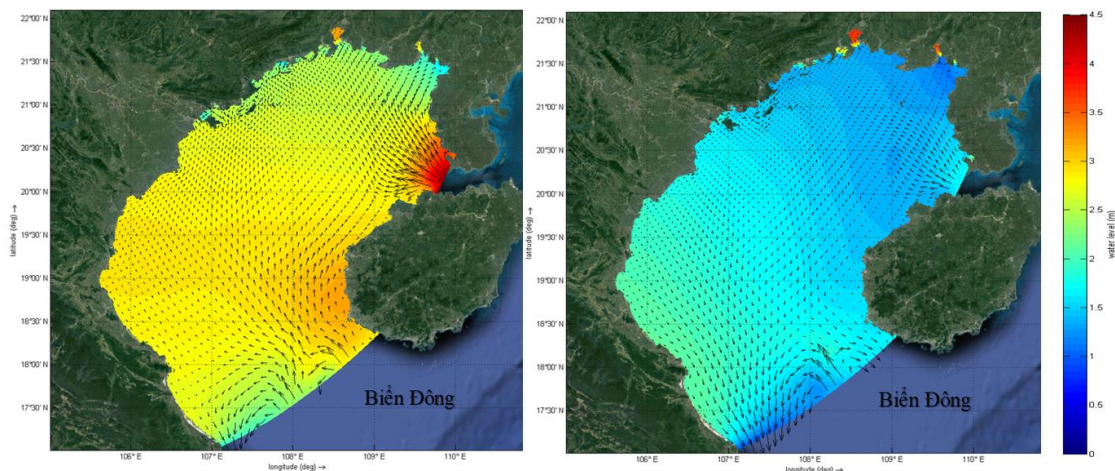 22°00' N
21°30' N
21°00' N
20°30' N
20°00' N
19°30' N
19°00' N
18°30' N
18°00' N
17°30' N
latitude (deg) →
106° E
107° E
108° E
109° E
110° E
longitude (deg) →
Biển Đông
22°00' N
21°30' N
21°00' N
20°30' N
20°00' N
19°30' N
19°00' N
18°30' N
18°00' N
17°30' N
latitude (deg) →
106° E
107° E
108° E
109° E
110° E
longitude (deg) →
Biển Đông
4.5
4
3.5
3
2.5
2
1.5
1
0.5
0
water level (m)